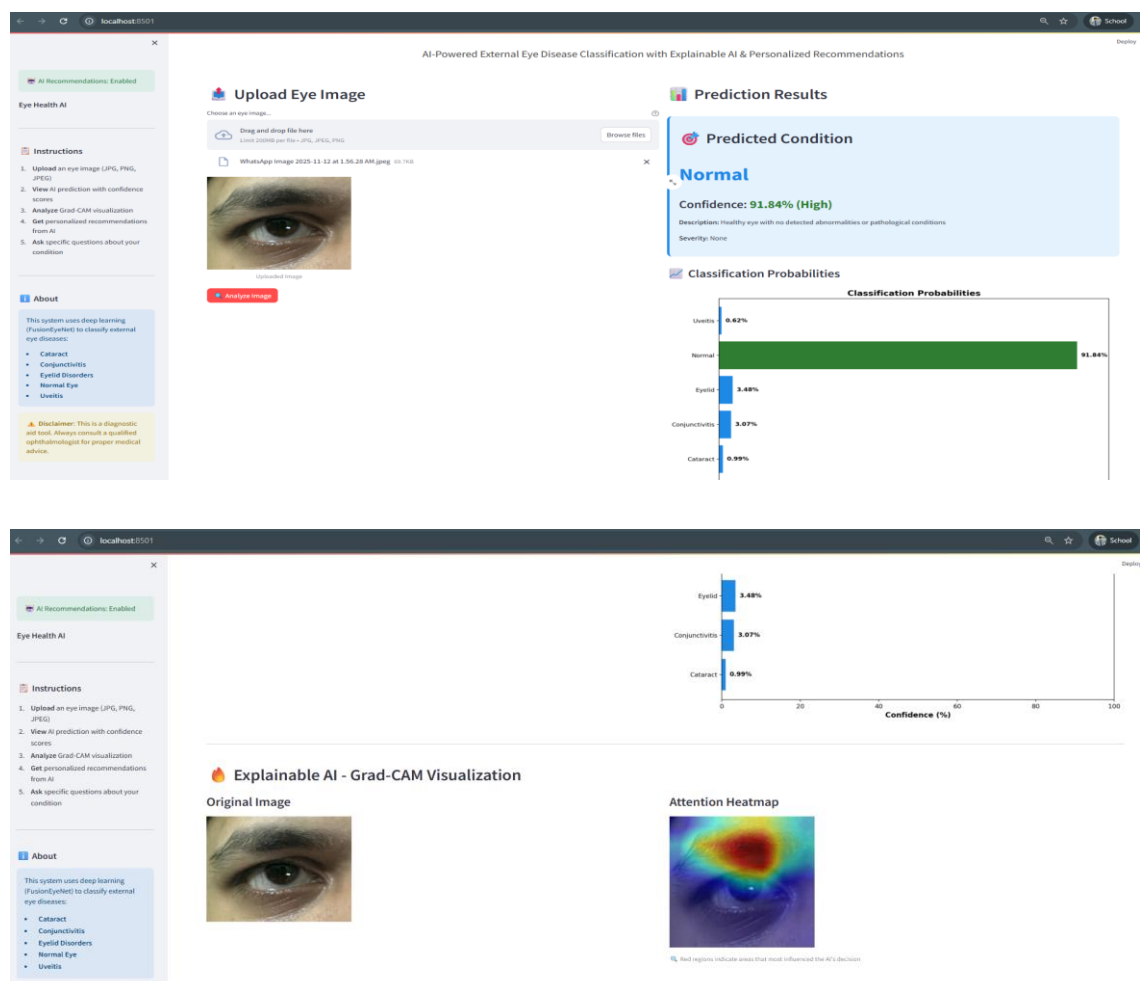 localhost:8501
School
Deploy
AI-Powered External Eye Disease Classification with Explainable AI & Personalized Recommendations
AI Recommendations: Enabled
Eye Health AI
Instructions
1. Upload an eye image (JPG, PNG,
JPEG)
2. View AI prediction with confidence
scores
3. Analyze Grad-CAM visualization
4. Get personalized recommendations
from AI
5. Ask specific questions about your
condition
About
This system uses deep learning
(FusionEyeNet) to classify external
eye diseases:
• Cataract
• Conjunctivitis
• Eyelid Disorders
• Normal Eye
• Uveitis
Disclaimer: This is a diagnostic
aid tool. Always consult a qualified
ophthalmologist for proper medical
advice.
Upload Eye Image
Choose an eye image...
Drag and drop file here
Limit 200MB per file • JPG, JPEG, PNG
Browse files
WhatsApp Image 2025-11-12 at 1.56.28 AM.jpeg
Uploaded Image
Analyze Image
Prediction Results
Predicted Condition
Normal
Confidence: 91.84% (High)
Description: Healthy eye with no detected abnormalities or pathological conditions
Severity: None
Classification Probabilities
Classification Probabilities
Uveitis 0.62%
Normal 91.84%
Eyelid 3.48%
Conjunctivitis 3.07%
Cataract 0.99%
localhost:8501
School
Deploy
AI Recommendations: Enabled
Eye Health AI
Instructions
1. Upload an eye image (JPG, PNG,
JPEG)
2. View AI prediction with confidence
scores
3. Analyze Grad-CAM visualization
4. Get personalized recommendations
from AI
5. Ask specific questions about your
condition
About
This system uses deep learning
(FusionEyeNet) to classify external
eye diseases:
• Cataract
• Conjunctivitis
• Eyelid Disorders
• Normal Eye
• Uveitis
Eyelid 3.48%
Conjunctivitis 3.07%
Cataract 0.99%
0 20 40 60 80 100
Confidence (%)
Explainable AI - Grad-CAM Visualization
Original Image
Attention Heatmap
Red regions indicate areas that most influenced the AI's decision